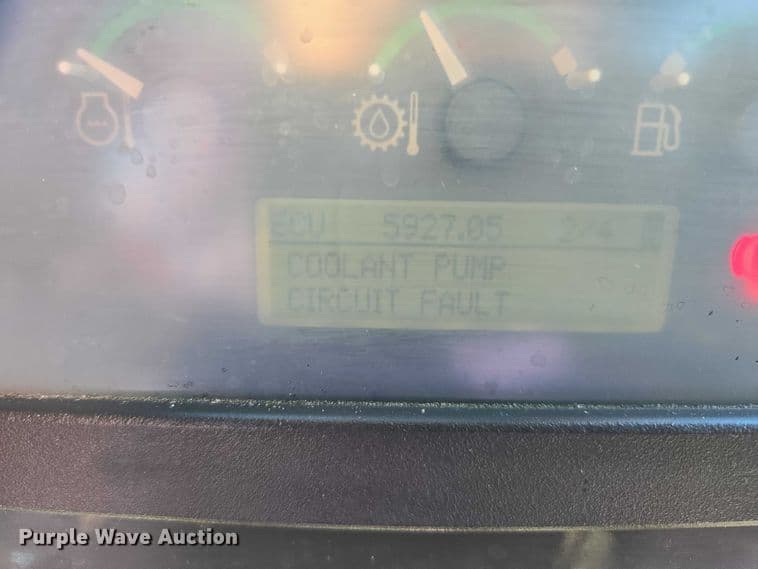 ECU 5927.05 2/4
COOLANT PUMP
CIRCUIT FAULT
Purple Wave Auction